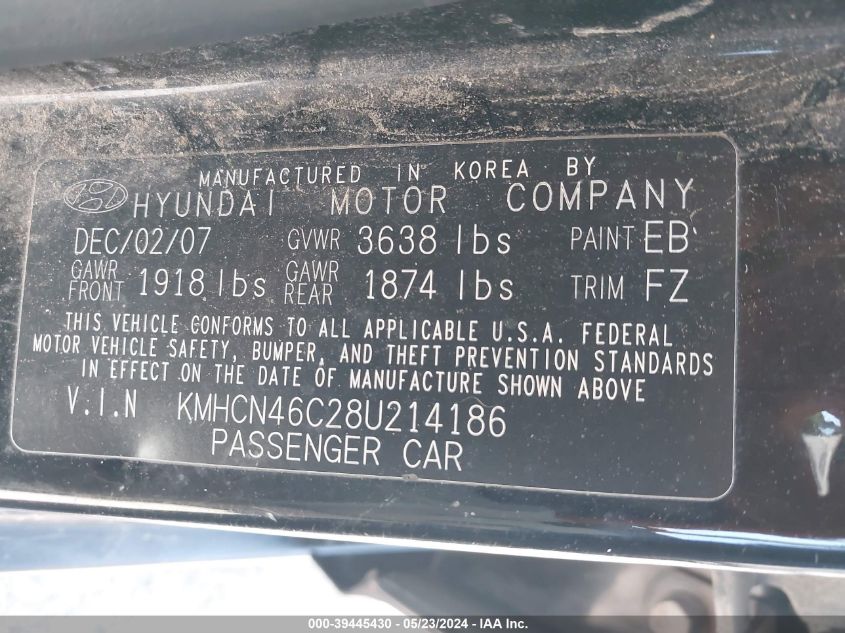 MANUFACTURED IN KOREA BY
HYUNDAI MOTOR COMPANY
DEC/02/07 GVWR 3638 lbs PAINT EB
GAWR FRONT 1918 lbs GAWR REAR 1874 lbs TRIM FZ
THIS VEHICLE CONFORMS TO ALL APPLICABLE U.S.A. FEDERAL
MOTOR VEHICLE SAFETY, BUMPER, AND THEFT PREVENTION STANDARDS
IN EFFECT ON THE DATE OF MANUFACTURE SHOWN ABOVE
V.I.N KMHCN46C28U214186
PASSENGER CAR
000-39445430 - 05/23/2024 - IAA Inc.